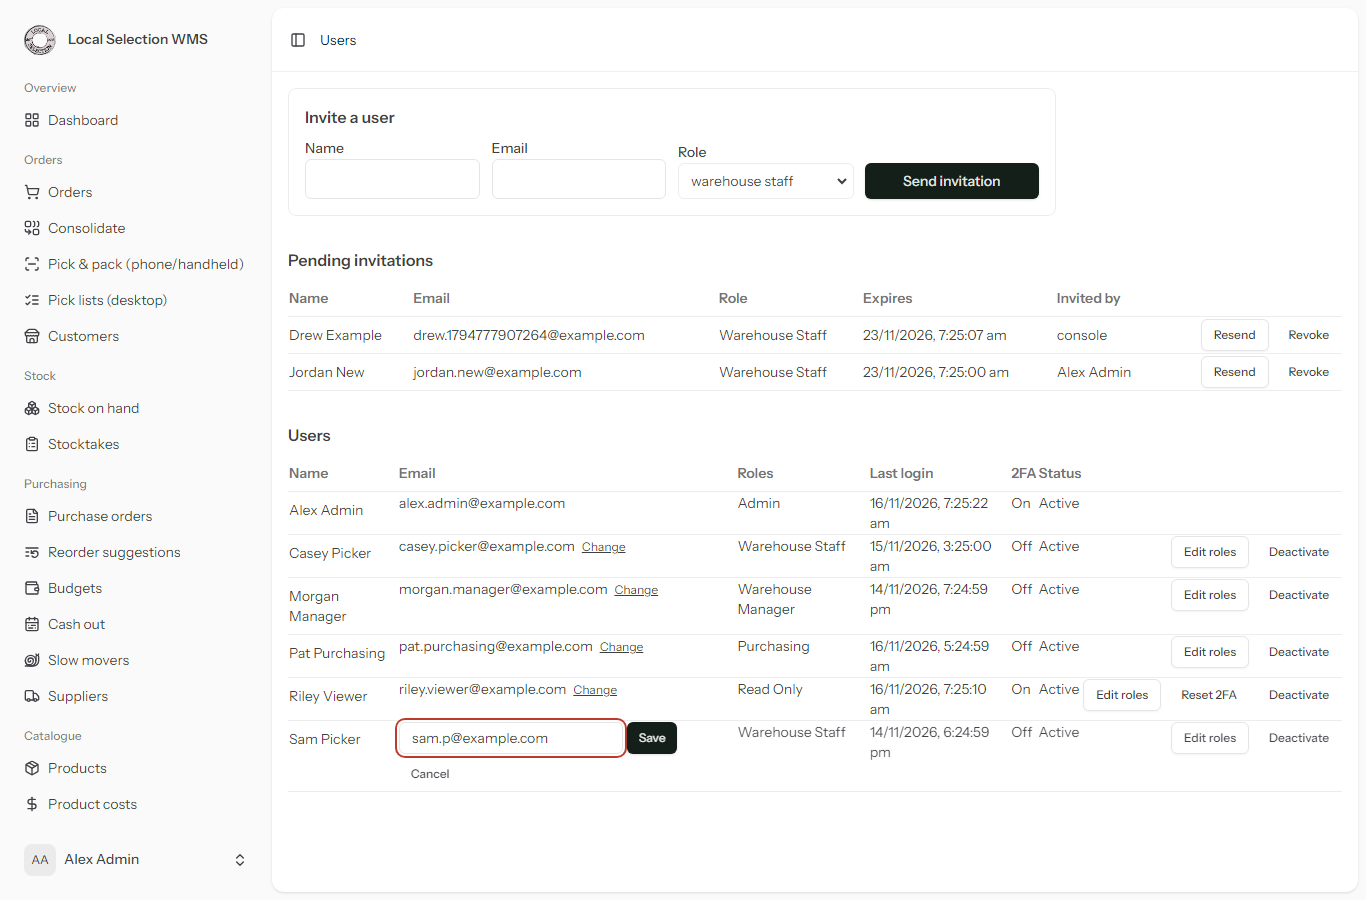 Local Selection WMS
Overview
Dashboard
Orders
Orders
Consolidate
Pick & pack (phone/handheld)
Pick lists (desktop)
Customers
Stock
Stock on hand
Stocktakes
Purchasing
Purchase orders
Reorder suggestions
Budgets
Cash out
Slow movers
Suppliers
Catalogue
Products
Product costs
AA Alex Admin
Users
Invite a user
Name Email Role
warehouse staff Send invitation
Pending invitations
Name Email Role Expires Invited by
Drew Example drew.1794777907264@example.com Warehouse Staff 23/11/2026, 7:25:07 am console Resend Revoke
Jordan New jordan.new@example.com Warehouse Staff 23/11/2026, 7:25:00 am Alex Admin Resend Revoke
Users
Name Email Roles Last login 2FA Status
Alex Admin alex.admin@example.com Admin 16/11/2026, 7:25:22 On Active
am
Casey Picker casey.picker@example.com Change Warehouse Staff 15/11/2026, 3:25:00 Off Active Edit roles Deactivate
am
Morgan morgan.manager@example.com Change Warehouse 14/11/2026, 7:24:59 Off Active Edit roles Deactivate
Manager Manager pm
Pat Purchasing pat.purchasing@example.com Change Purchasing 16/11/2026, 5:24:59 Off Active Edit roles Deactivate
am
Riley Viewer riley.viewer@example.com Change Read Only 16/11/2026, 7:25:10 On Active Edit roles Reset 2FA Deactivate
am
Sam Picker sam.p@example.com Save Warehouse Staff 14/11/2026, 6:24:59 Off Active Edit roles Deactivate
pm
Cancel